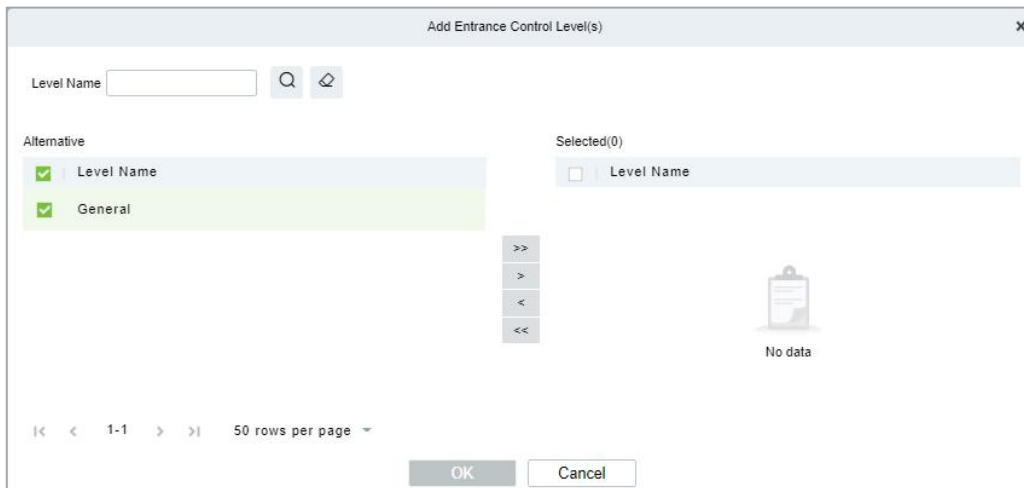 Add Entrance Control Level(s)
Level Name
Alternative
Selected(0)
Level Name
Level Name
General
>>
>
<
<<
No data
1-1
50 rows per page
OK
Cancel